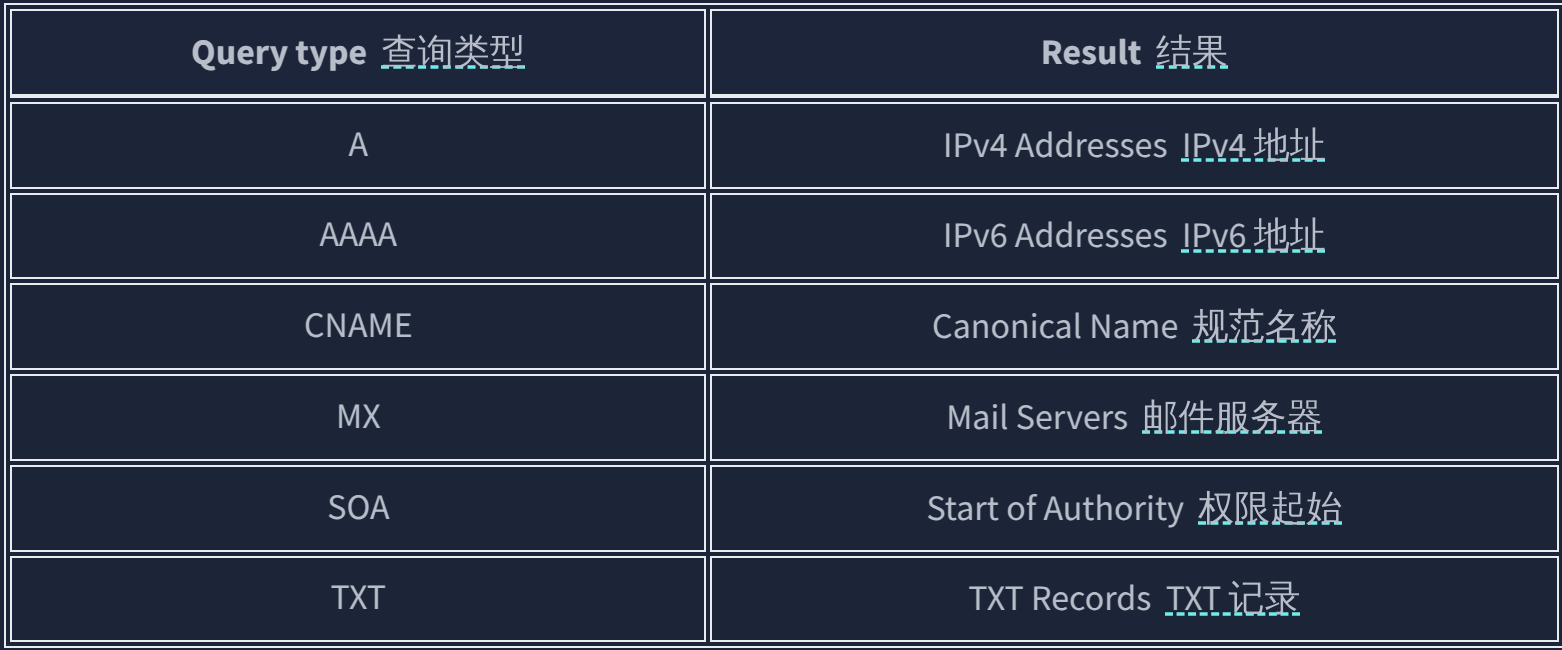 Query type 查询类型 Result 结果
A IPv4 Addresses IPv4 地址
AAAA IPv6 Addresses IPv6 地址
CNAME Canonical Name 规范名称
MX Mail Servers 邮件服务器
SOA Start of Authority 权限起始
TXT TXT Records TXT 记录